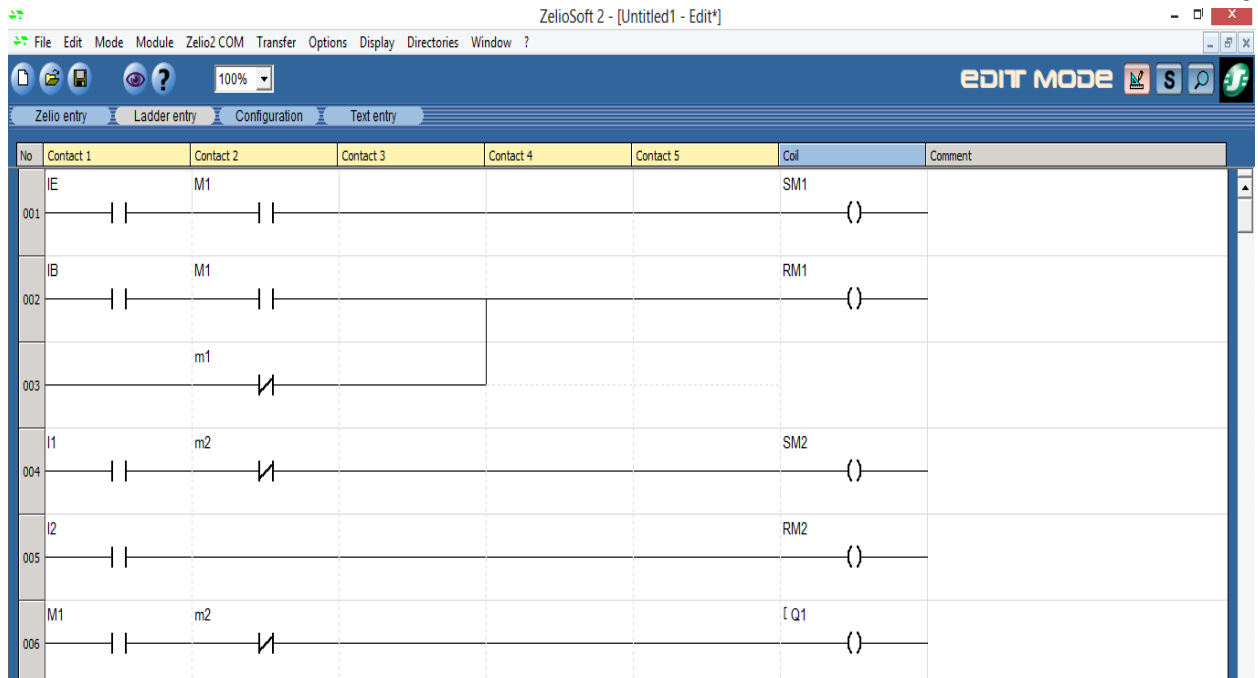 ZelioSoft 2 - [Untitled1 - Edit*]
File Edit Mode Module Zelio2 COM Transfer Options Display Directories Window ?
100% EDIT MODE S
Zelio entry Ladder entry Configuration Text entry
No Contact 1 Contact 2 Contact 3 Contact 4 Contact 5 Coil Comment
IE M1 SM1
001
IB M1 RM1
002
m1
003
I1 m2 SM2
004
I2 RM2
005
M1 m2 [ Q1
006